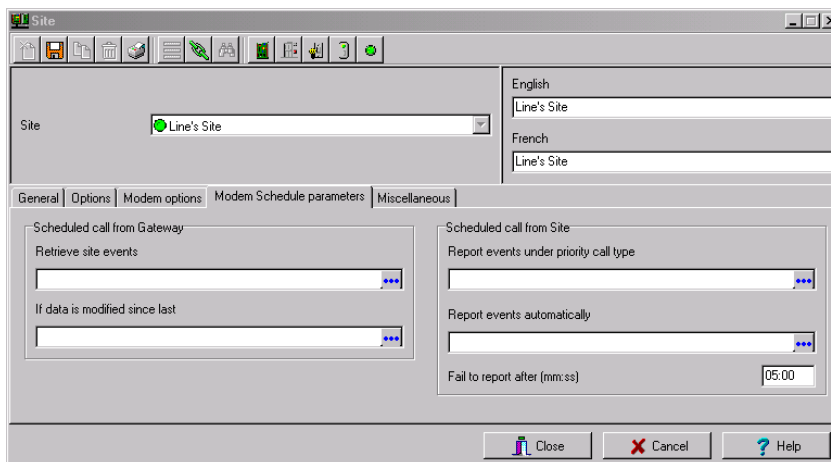 Site
English
Line's Site
Site
Line's Site
French
Line's Site
General
Options
Modem options
Modem Schedule parameters
Miscellaneous
Scheduled call from Gateway
Retrieve site events
If data is modified since last
Scheduled call from Site
Report events under priority call type
Report events automatically
Fail to report after (mm:ss)
05:00
Close
Cancel
Help